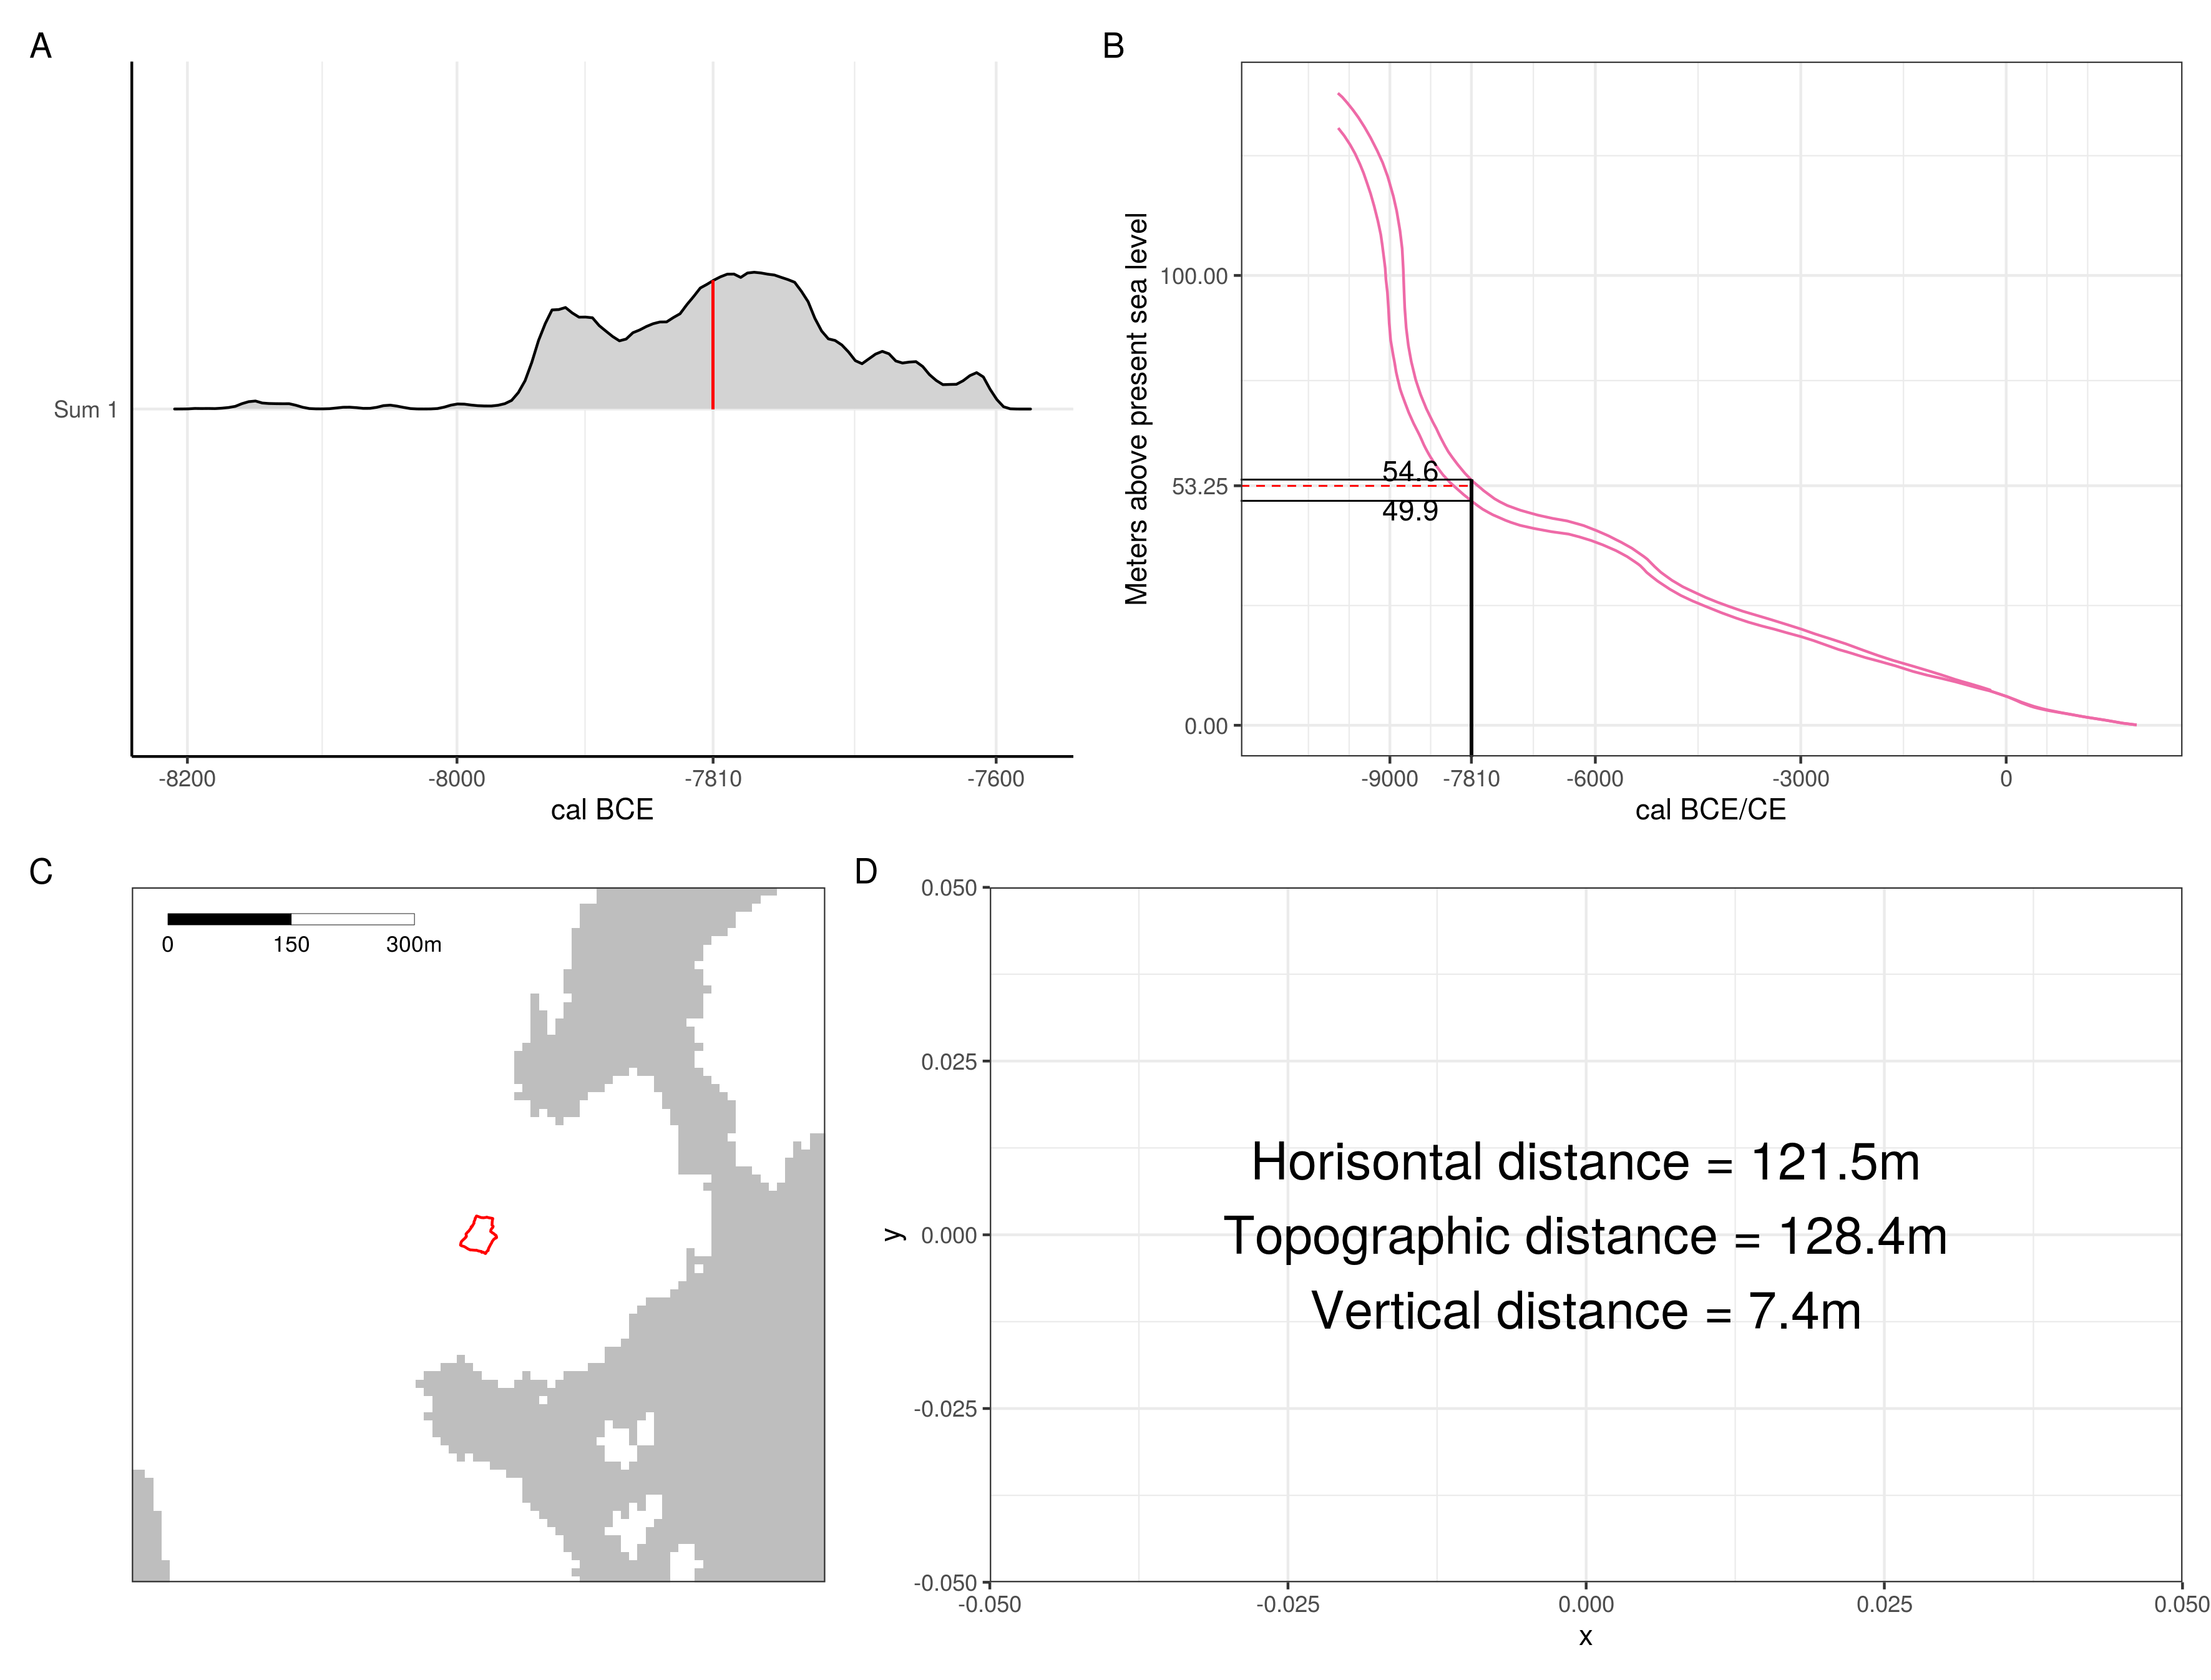 A
Sum 1
-8200 -8000 -7810 -7600
cal BCE
B
Meters above present sea level
100.00
53.25
0.00
54.6
49.9
-9000 -7810 -6000 -3000 0
cal BCE/CE
C
0 150 300m
D
y
0.050
0.025
0.000
-0.025
-0.050
Horisontal distance = 121.5m
Topographic distance = 128.4m
Vertical distance = 7.4m
-0.050 -0.025 0.000 0.025 0.050
x